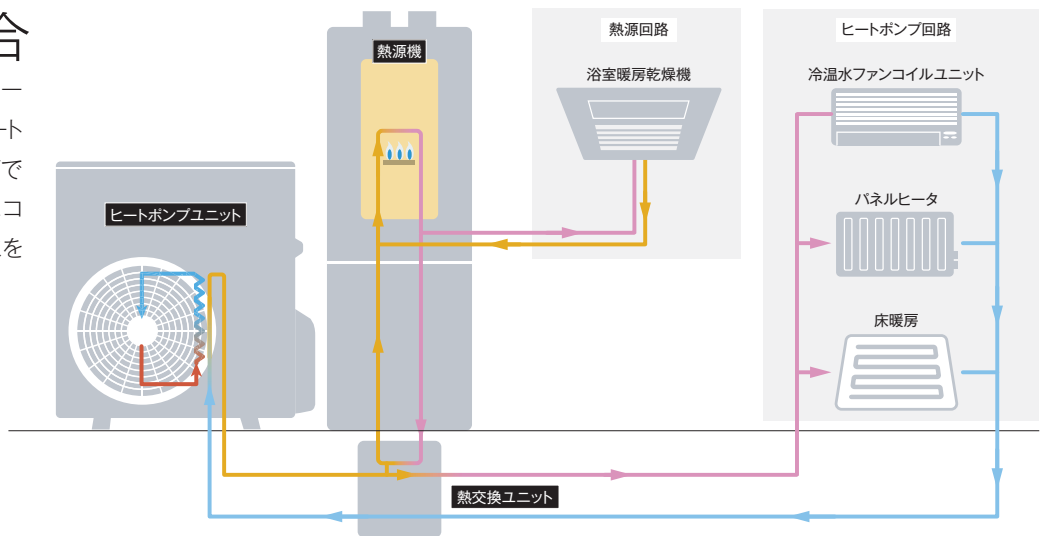 合
ー
ート
で
コ
を
熱源機
ヒートポンプユニット
熱源回路
浴室暖房乾燥機
ヒートポンプ回路
冷温水ファンコイルユニット
パネルヒータ
床暖房
熱交換ユニット